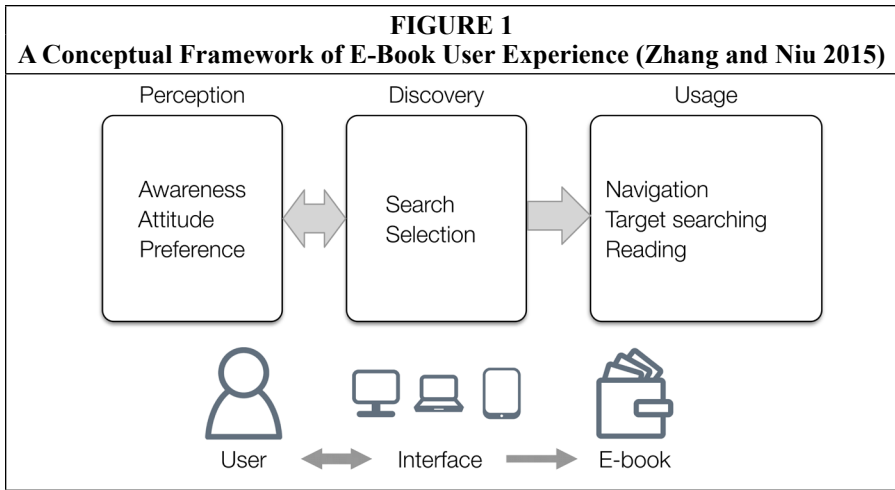 FIGURE 1
A Conceptual Framework of E-Book User Experience (Zhang and Niu 2015)
Perception
Discovery
Usage
Awareness
Attitude
Preference
Search
Selection
Navigation
Target searching
Reading
User
Interface
E-book